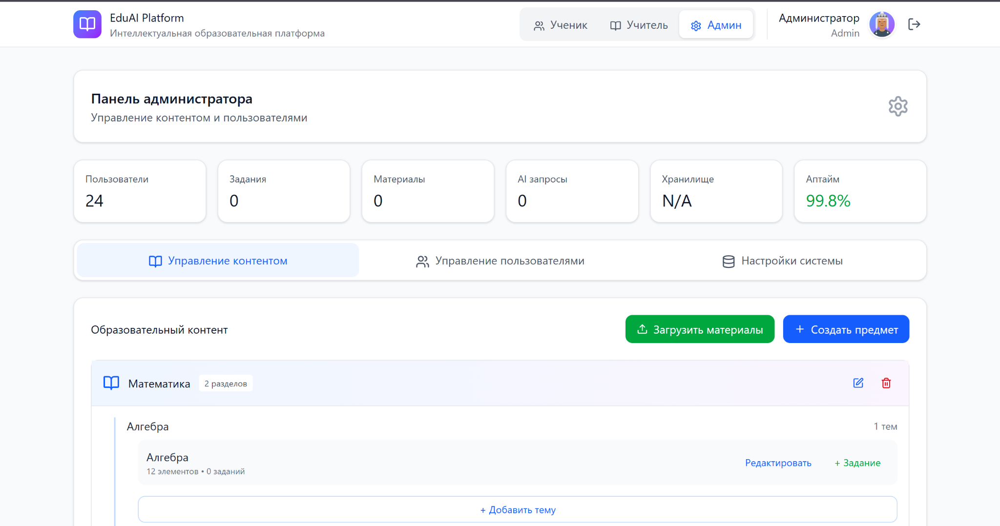 EduAI Platform
Интеллектуальная образовательная платформа
Ученик
Учитель
Админ
Администратор
Admin
Панель администратора
Управление контентом и пользователями
Пользователи
24
Задания
0
Материалы
0
AI запросы
0
Хранилище
N/A
Аптайм
99.8%
Управление контентом
Управление пользователями
Настройки системы
Образовательный контент
Загрузить материалы
+ Создать предмет
Математика
2 разделов
Алгебра
1 тем
Алгебра
12 элементов • 0 заданий
Редактировать
+ Задание
+ Добавить тему